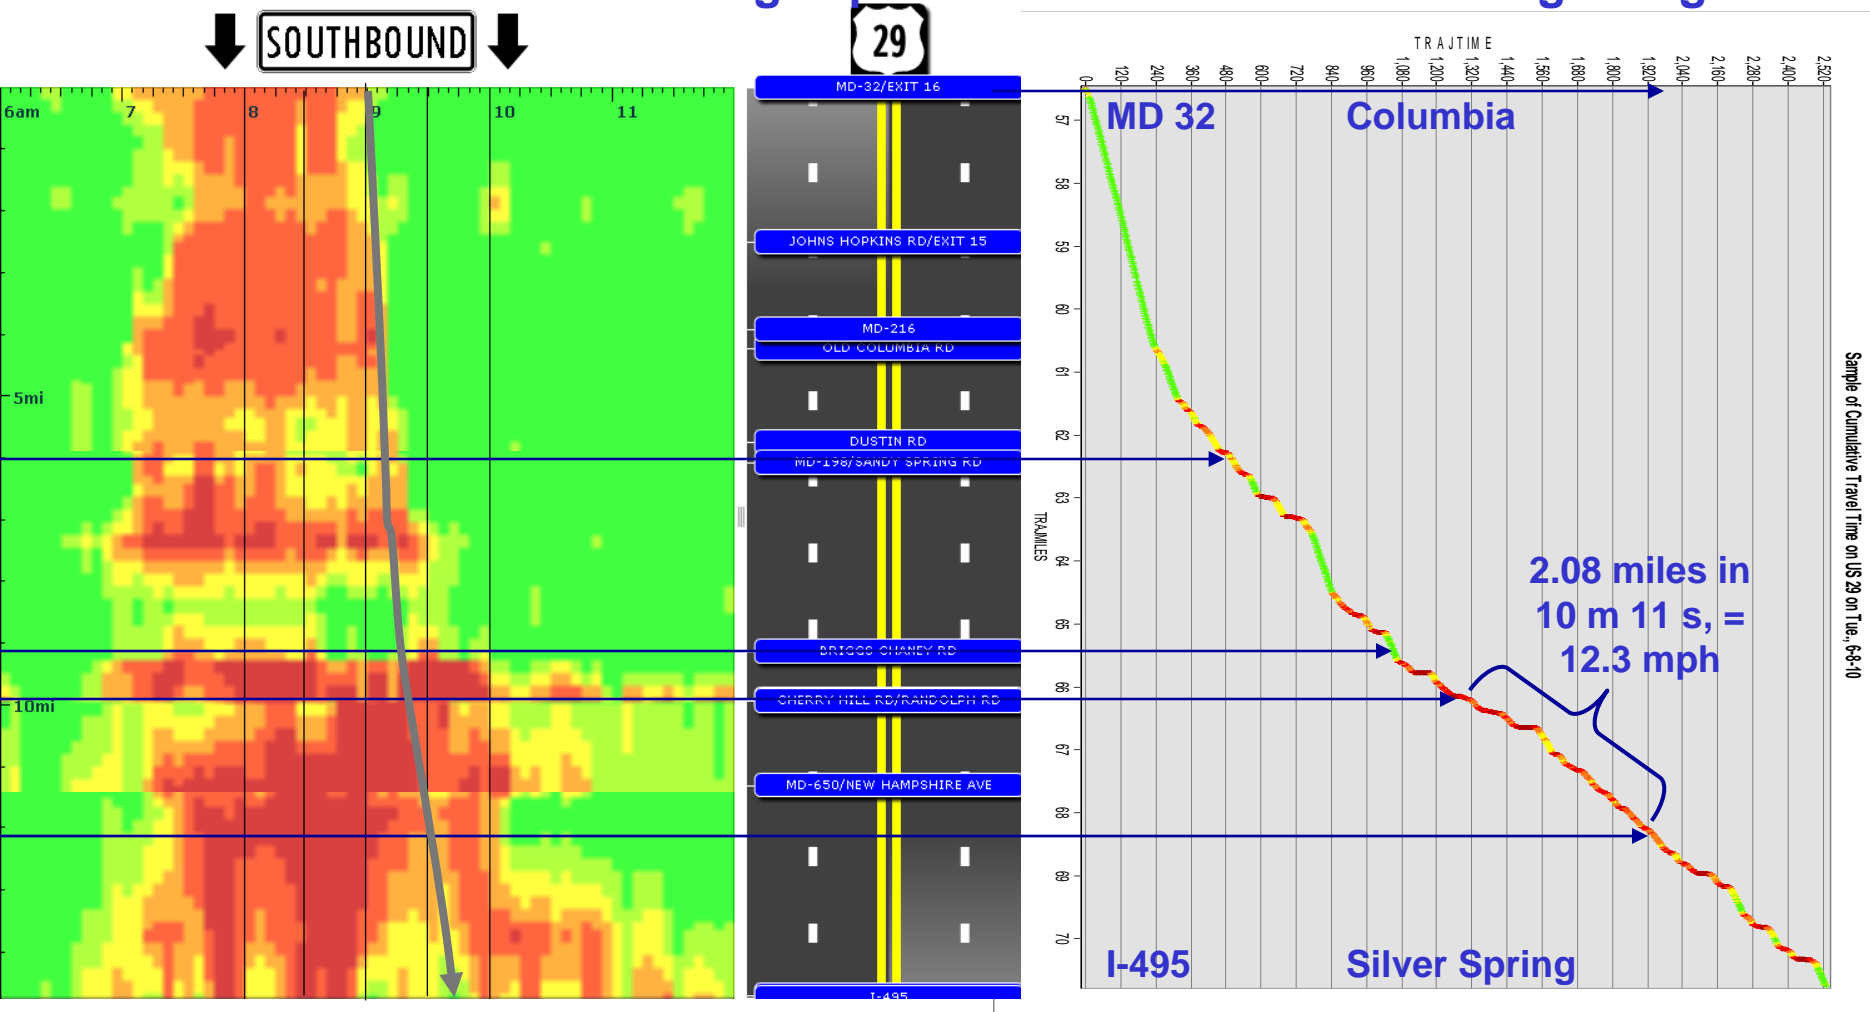 SOUTHBOUND
29
6am 7 8 9 10 11
5mi
10mi
MD-32/EXIT 16
JOHNS HOPKINS RD/EXIT 15
MD-216
OLD COLUMBIA RD
DUSTIN RD
MD-198/SANDY SPRING RD
BRIGGS CHANEY RD
CHERRY HILL RD/RANDOLPH RD
MD-650/NEW HAMPSHIRE AVE
I-495
TRAJTIME
0 120 240 360 480 600 720 840 960 1,080 1,200 1,320 1,440 1,560 1,680 1,800 1,920 2,040 2,160 2,280 2,400 2,520
MD 32 Columbia
57
58
59
60
61
62
63
64
65
66
67
68
69
70
TRAJMILES
2.08 miles in
10 m 11 s, =
12.3 mph
I-495 Silver Spring
Sample of Cumulative Travel Time on US 29 on Tue., 6-8-10